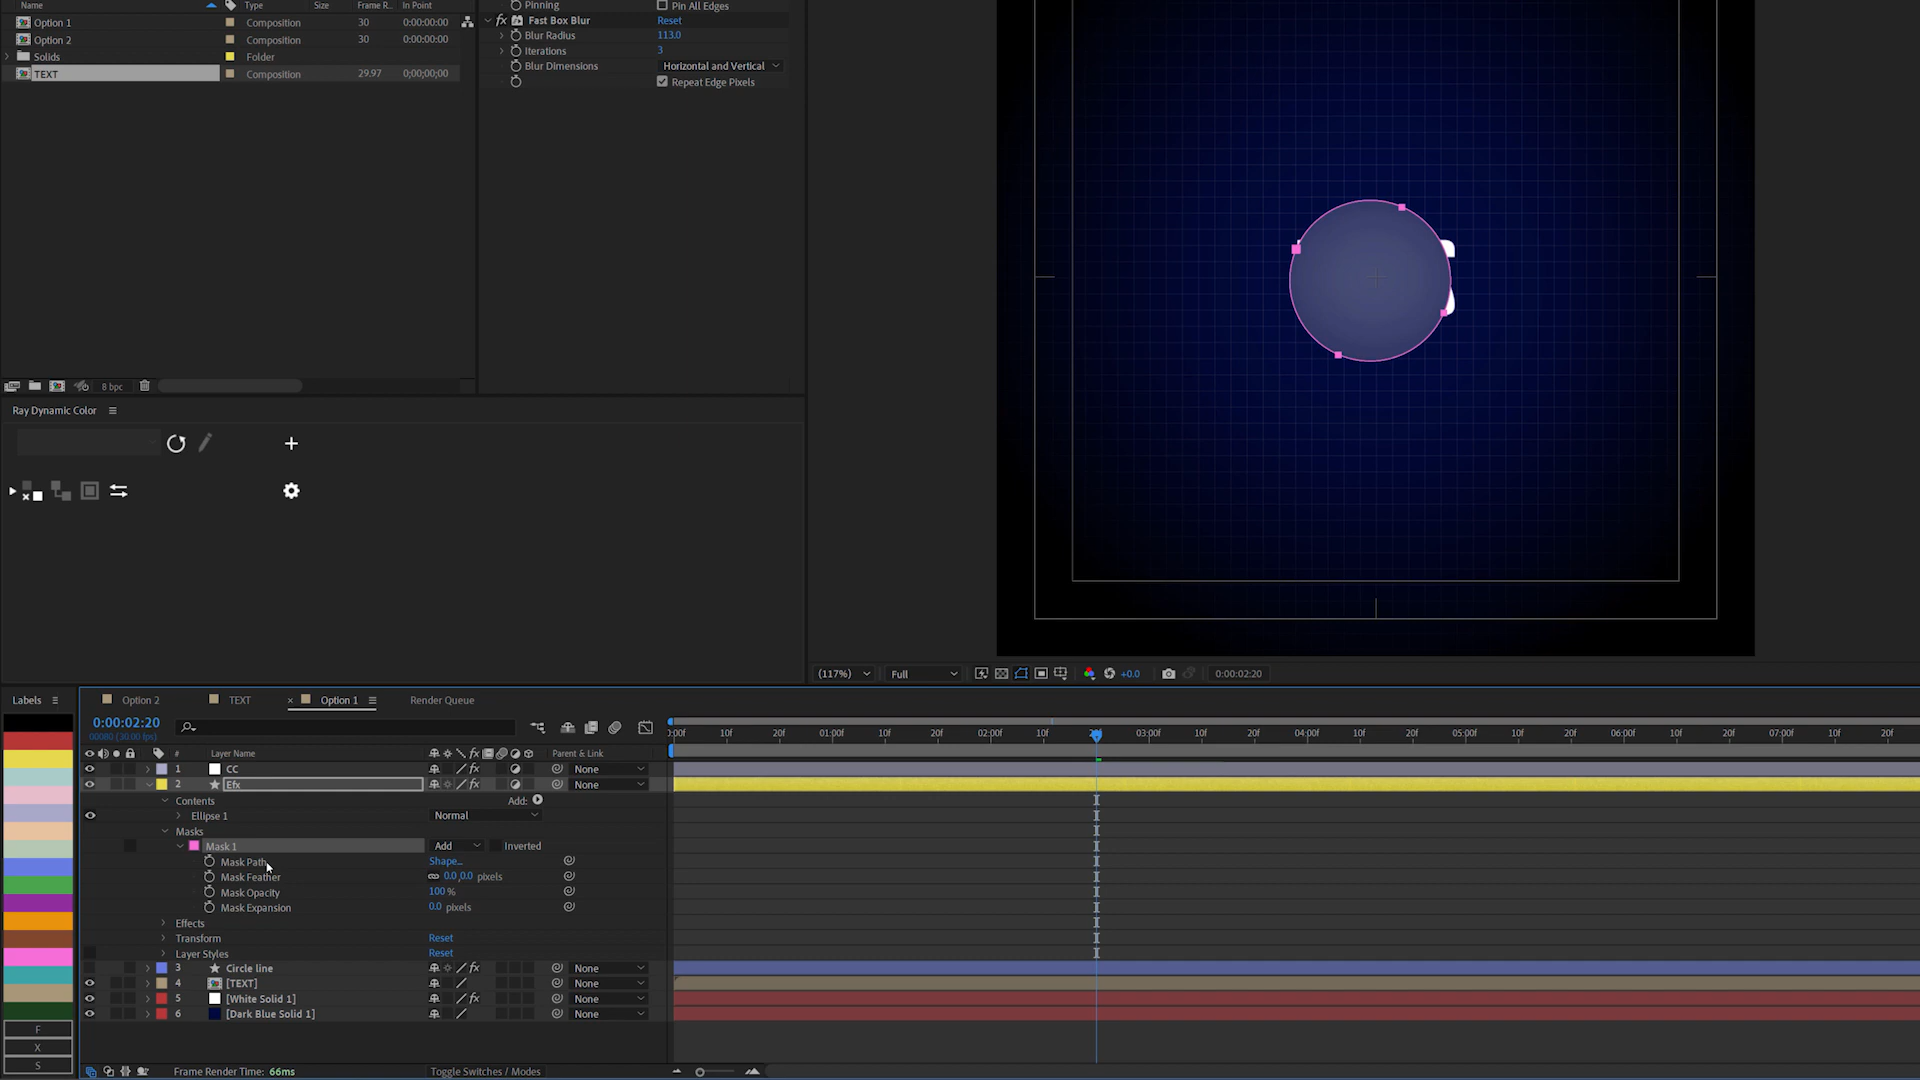 Name Type Size Frame R... In Point
Option 1 Composition 30 0:00:00:00
Option 2 Composition 30 0:00:00:00
Solids Folder
TEXT Composition 29.97 0;00;00;00
8 bpc
Pinning Pin All Edges
fx Fast Box Blur Reset
Blur Radius 113.0
Iterations 3
Blur Dimensions Horizontal and Vertical
Repeat Edge Pixels
Ray Dynamic Color
(117%) Full +0.0 0:00:02:20
Labels
F
X
S
Option 2 TEXT × Option 1 Render Queue
0:00:02:20
00080 (30.00 fps)
:00f 10f 20f 01:00f 10f 20f 02:00f 10f 03:00f 10f 20f 04:00f 10f 20f 05:00f 10f 20f 06:00f 10f 20f 07:00f 10f 20f
# Layer Name fx Parent & Link
1 CC fx None
2 Efx fx None
Contents Add:
Ellipse 1 Normal
Masks
Mask 1 Add Inverted
Mask Path Shape...
Mask Feather 0.0,0.0 pixels
Mask Opacity 100 %
Mask Expansion 0.0 pixels
Effects
Transform Reset
Layer Styles Reset
3 Circle line fx None
4 [TEXT] None
5 [White Solid 1] fx None
6 [Dark Blue Solid 1] None
Frame Render Time: 66ms Toggle Switches / Modes